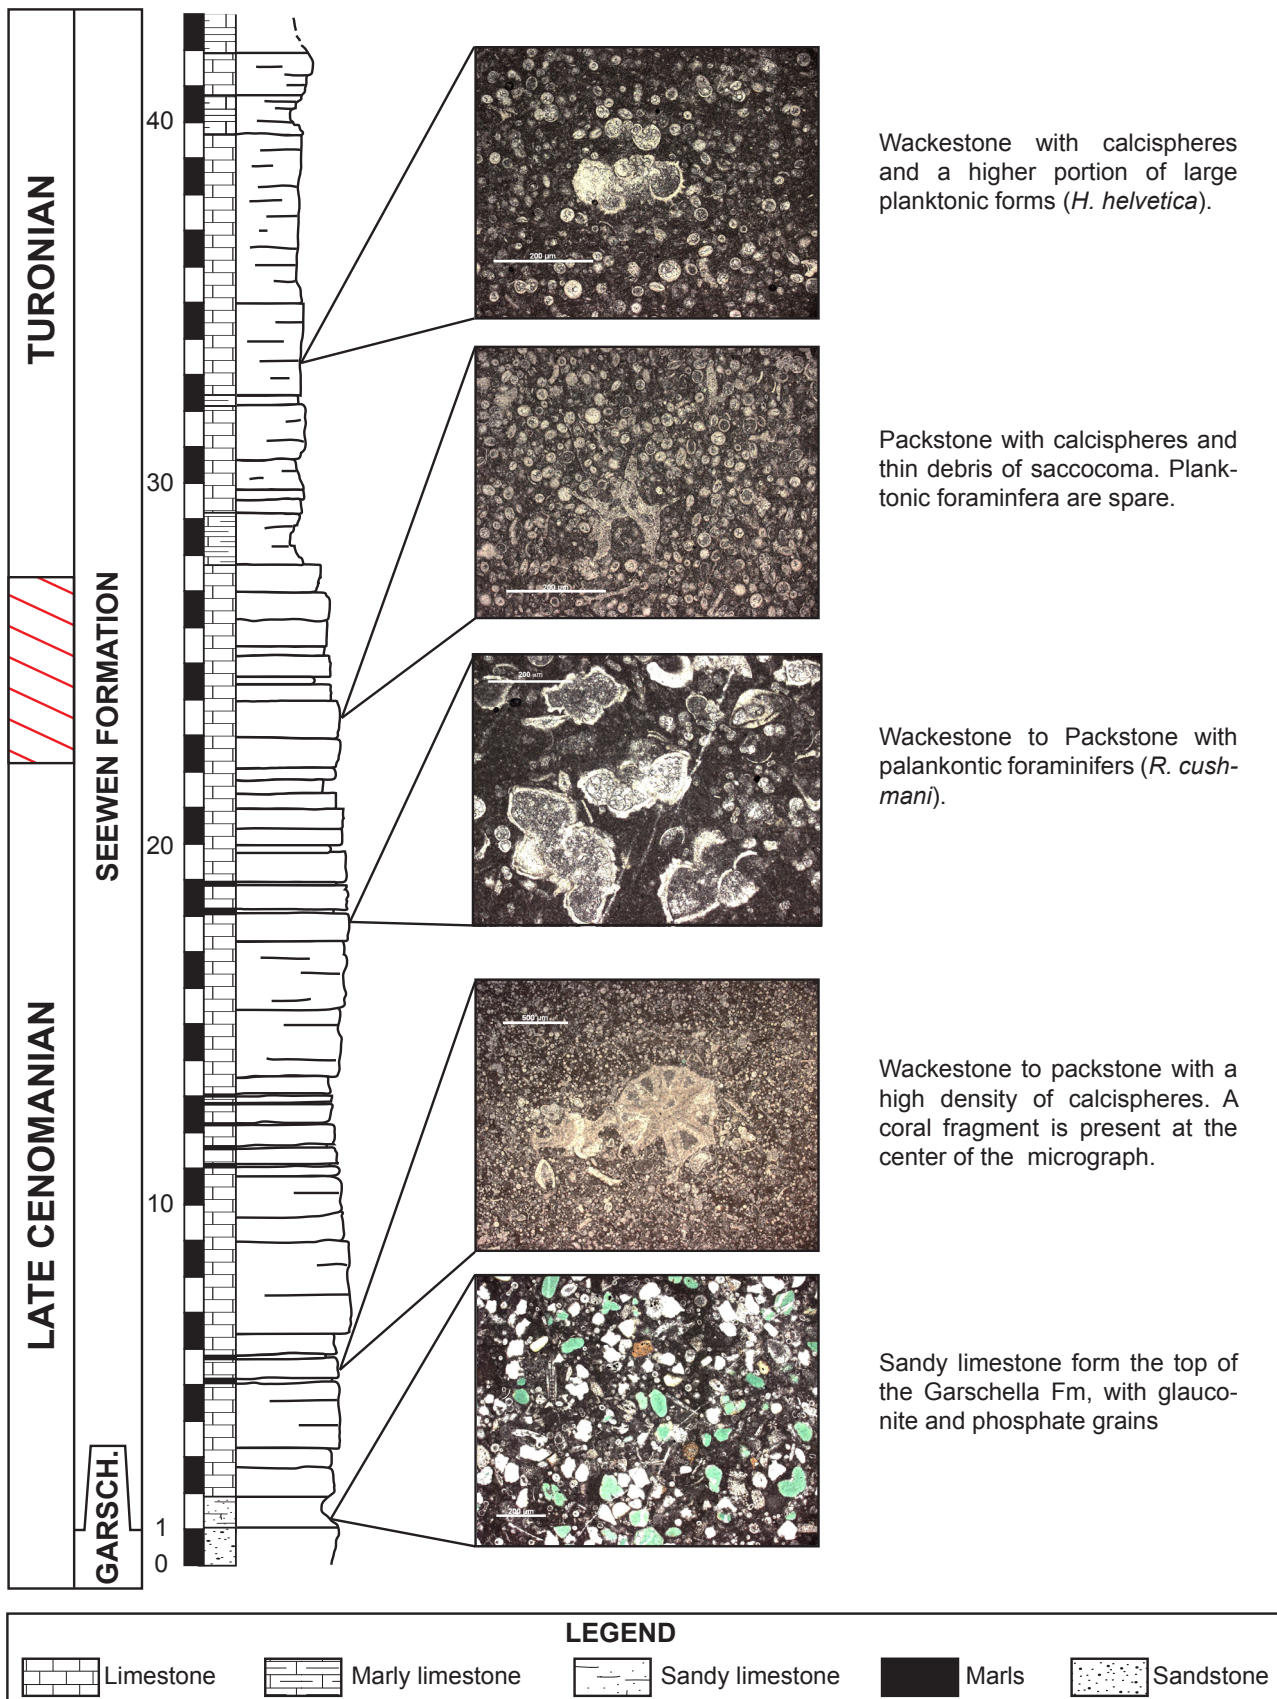 TURONIAN
LATE CENOMANIAN
SEEWEN FORMATION
GARSCH.
40
30
20
10
1
0
200 µm
Wackestone with calcispheres
and a higher portion of large
planktonic forms (H. helvetica).
200 µm
Packstone with calcispheres and
thin debris of saccocoma. Plank-
tonic foraminfera are spare.
200 µm
Wackestone to Packstone with
palankontic foraminifers (R. cush-
mani).
500 µm
Wackestone to packstone with a
high density of calcispheres. A
coral fragment is present at the
center of the micrograph.
200 µm
Sandy limestone form the top of
the Garschella Fm, with glauco-
nite and phosphate grains
LEGEND
Limestone
Marly limestone
Sandy limestone
Marls
Sandstone